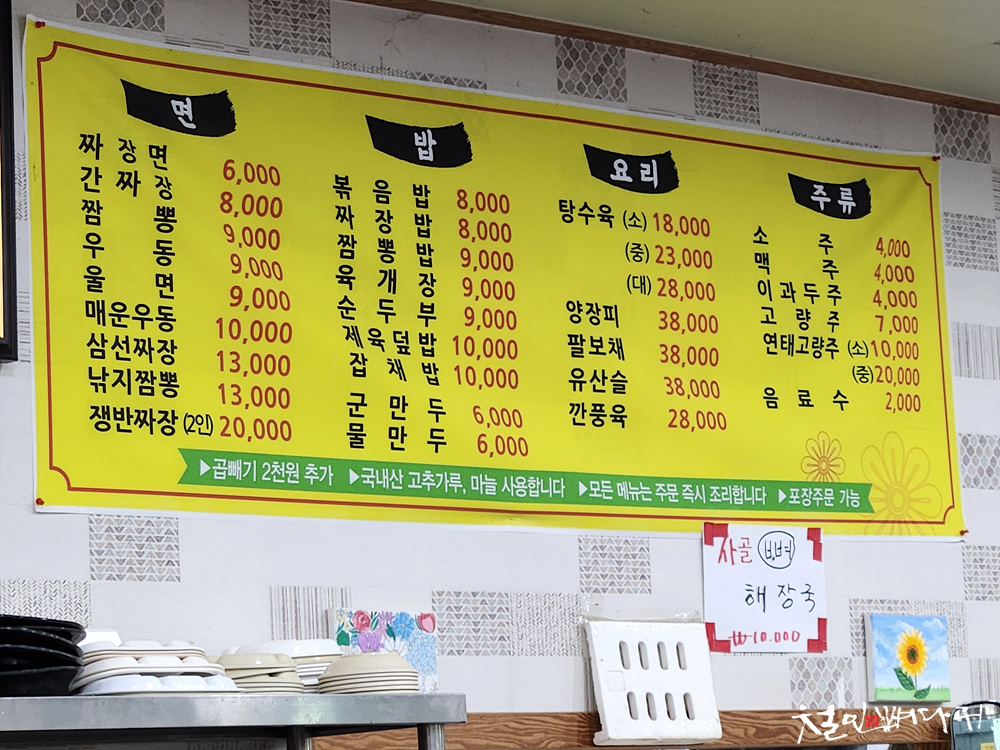 면
짜장면 6,000
간짜장 8,000
짬뽕 9,000
우동 9,000
울면 9,000
매운우동 10,000
삼선짜장 13,000
낚지짬뽕 13,000
쟁반짜장 (2인) 20,000
밥
볶음밥 8,000
짜장밥 8,000
짬뽕밥 9,000
육개장 9,000
순두부 9,000
제육덮밥 10,000
잡채밥 10,000
군만두 6,000
물만두 6,000
요리
탕수육 (소) 18,000
(중) 23,000
(대) 28,000
양장피 38,000
팔보채 38,000
유산슬 38,000
깐풍육 28,000
주류
소주 4,000
맥주 4,000
이과두주 4,000
고량주 7,000
연태고량주 (소) 10,000
(중) 20,000
음료수 2,000
▶곱빼기 2천원 추가 ▶국내산 고추가루, 마늘 사용합니다 ▶모든 메뉴는 주문 즉시 조리합니다 ▶포장주문 가능
사골 뼈
해장국
₩10.000